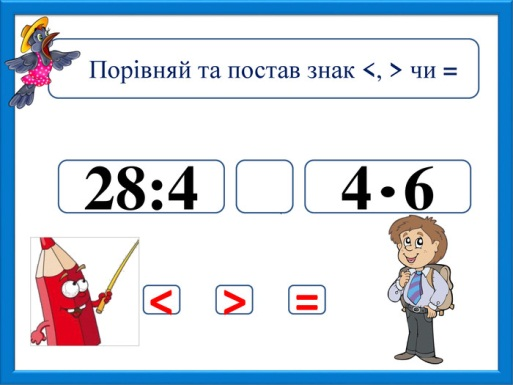 Порівняй та постав знак <, > чи =
28:4 4•6
< > =